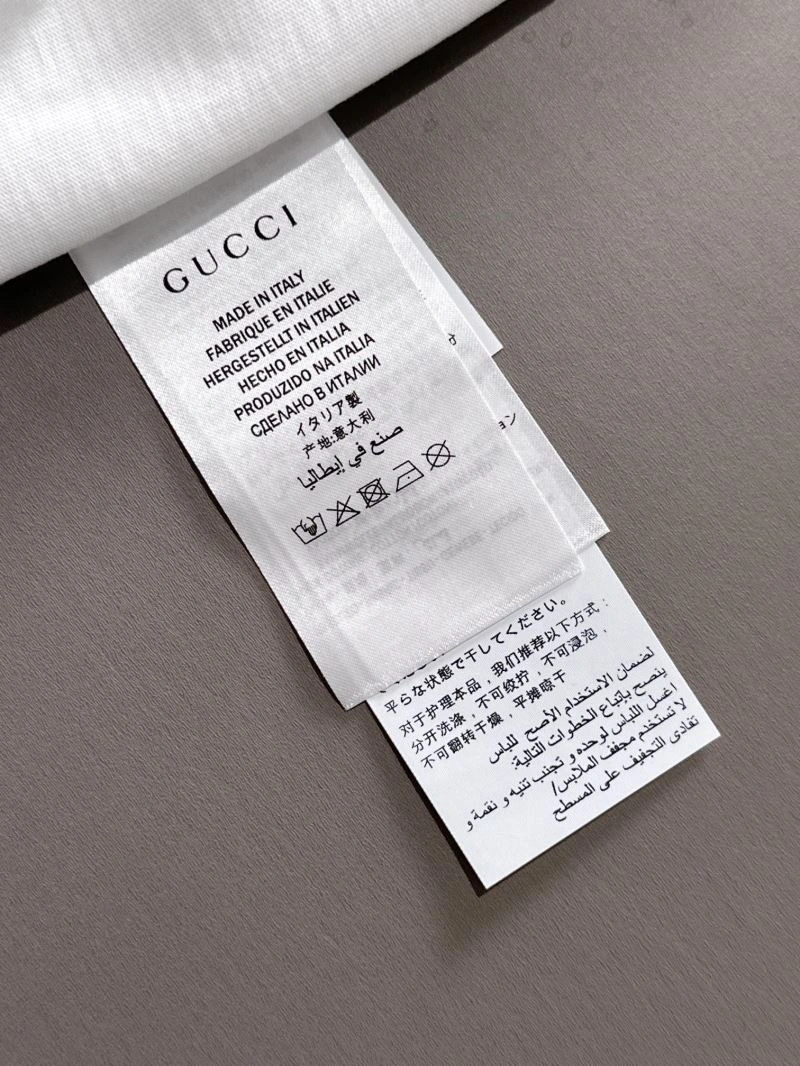 GUCCI
MADE IN ITALY
FABRIQUE EN ITALIE
HERGESTELLT IN ITALIEN
HECHO EN ITALIA
PRODUZIDO NA ITALIA
СДЕЛАНО В ИТАЛИИ
イタリア製
产地:意大利
صنع في إيطاليا
ョン
平らな状態で干してください。
对于护理本品，我们推荐以下方式：
分开洗涤，不可绞拧，不可浸泡，
不可翻转干燥，平摊晾干
لضمان الاستخدام الأصح للباس
ينصح بإتباع الخطوات التالية:
اغسل اللباس لوحده و تجنب تنيه و نقعة و
لا تستخدم مجفف الملابس/
تفادى التجفيف على المسطح